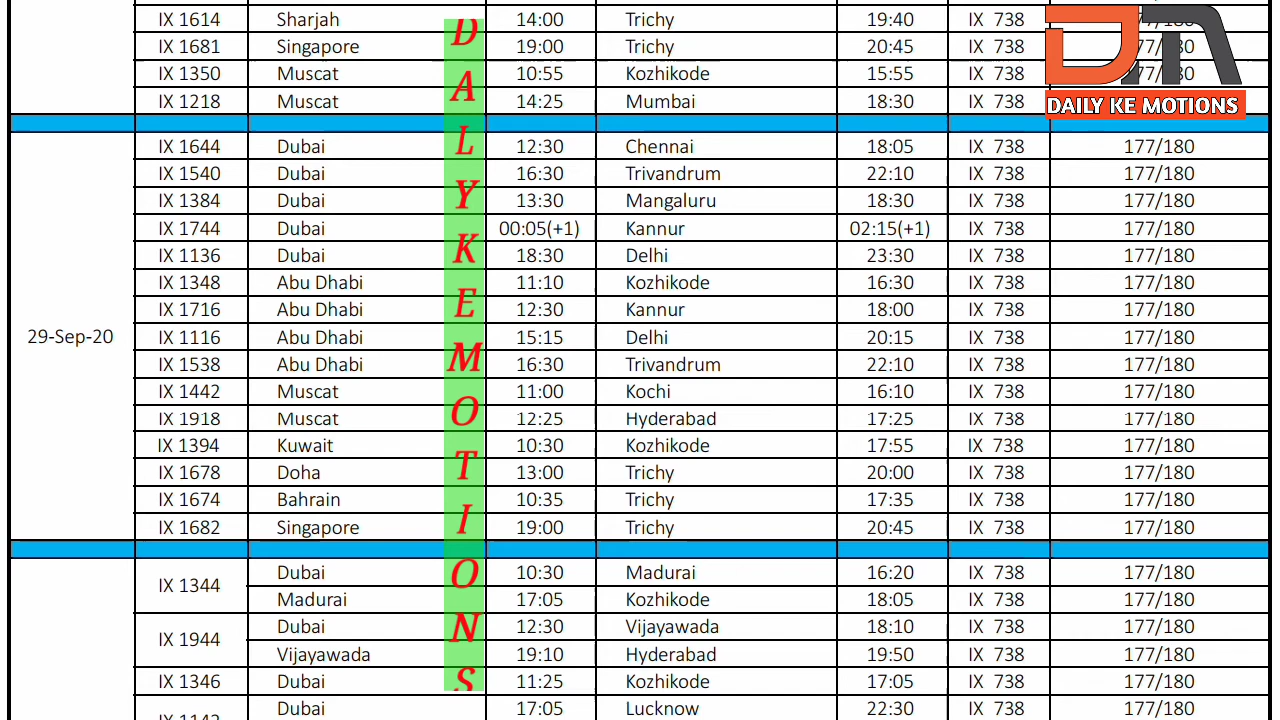 IX 1614 Sharjah 14:00 Trichy 19:40 IX 738 177/180
IX 1681 Singapore 19:00 Trichy 20:45 IX 738
IX 1350 Muscat 10:55 Kozhikode 15:55 IX 738
IX 1218 Muscat 14:25 Mumbai 18:30 IX 738
DAILY KE MOTIONS
IX 1644 Dubai 12:30 Chennai 18:05 IX 738 177/180
IX 1540 Dubai 16:30 Trivandrum 22:10 IX 738 177/180
IX 1384 Dubai 13:30 Mangaluru 18:30 IX 738 177/180
IX 1744 Dubai 00:05(+1) Kannur 02:15(+1) IX 738 177/180
IX 1136 Dubai 18:30 Delhi 23:30 IX 738 177/180
IX 1348 Abu Dhabi 11:10 Kozhikode 16:30 IX 738 177/180
IX 1716 Abu Dhabi 12:30 Kannur 18:00 IX 738 177/180
29-Sep-20 IX 1116 Abu Dhabi 15:15 Delhi 20:15 IX 738 177/180
IX 1538 Abu Dhabi 16:30 Trivandrum 22:10 IX 738 177/180
IX 1442 Muscat 11:00 Kochi 16:10 IX 738 177/180
IX 1918 Muscat 12:25 Hyderabad 17:25 IX 738 177/180
IX 1394 Kuwait 10:30 Kozhikode 17:55 IX 738 177/180
IX 1678 Doha 13:00 Trichy 20:00 IX 738 177/180
IX 1674 Bahrain 10:35 Trichy 17:35 IX 738 177/180
IX 1682 Singapore 19:00 Trichy 20:45 IX 738 177/180
IX 1344 Dubai 10:30 Madurai 16:20 IX 738 177/180
Madurai 17:05 Kozhikode 18:05 IX 738 177/180
IX 1944 Dubai 12:30 Vijayawada 18:10 IX 738 177/180
Vijayawada 19:10 Hyderabad 19:50 IX 738 177/180
IX 1346 Dubai 11:25 Kozhikode 17:05 IX 738 177/180
Dubai 17:05 Lucknow 22:30 IX 738 177/180
DALYKEMOTIONS